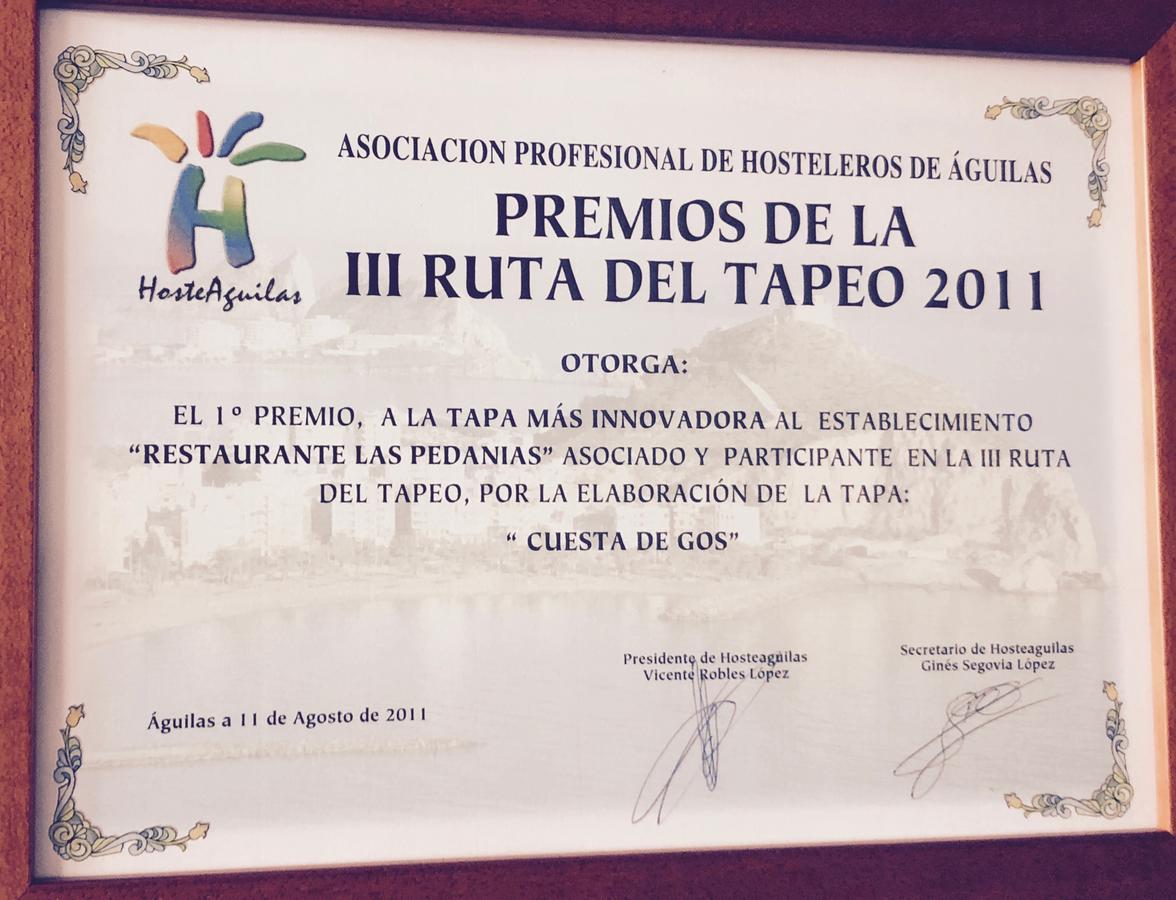 ASOCIACION PROFESIONAL DE HOSTELEROS DE ÁGUILAS
PREMIOS DE LA
III RUTA DEL TAPEO 2011
HosteAguilas
OTORGA:
EL 1º PREMIO, A LA TAPA MÁS INNOVADORA AL ESTABLECIMIENTO
“RESTAURANTE LAS PEDANIAS” ASOCIADO Y PARTICIPANTE EN LA III RUTA
DEL TAPEO, POR LA ELABORACIÓN DE LA TAPA:
“ CUESTA DE GOS”
Presidente de Hosteaguilas
Vicente Robles López
Secretario de Hosteaguilas
Ginés Segovia López
Águilas a 11 de Agosto de 2011